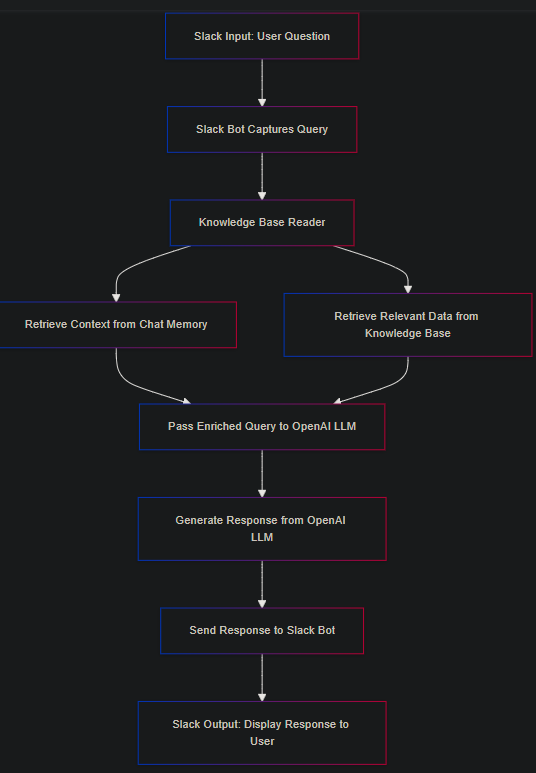 Slack Input: User Question
Slack Bot Captures Query
Knowledge Base Reader
Retrieve Context from Chat Memory
Retrieve Relevant Data from
Knowledge Base
Pass Enriched Query to OpenAI LLM
Generate Response from OpenAI
LLM
Send Response to Slack Bot
Slack Output: Display Response to
User